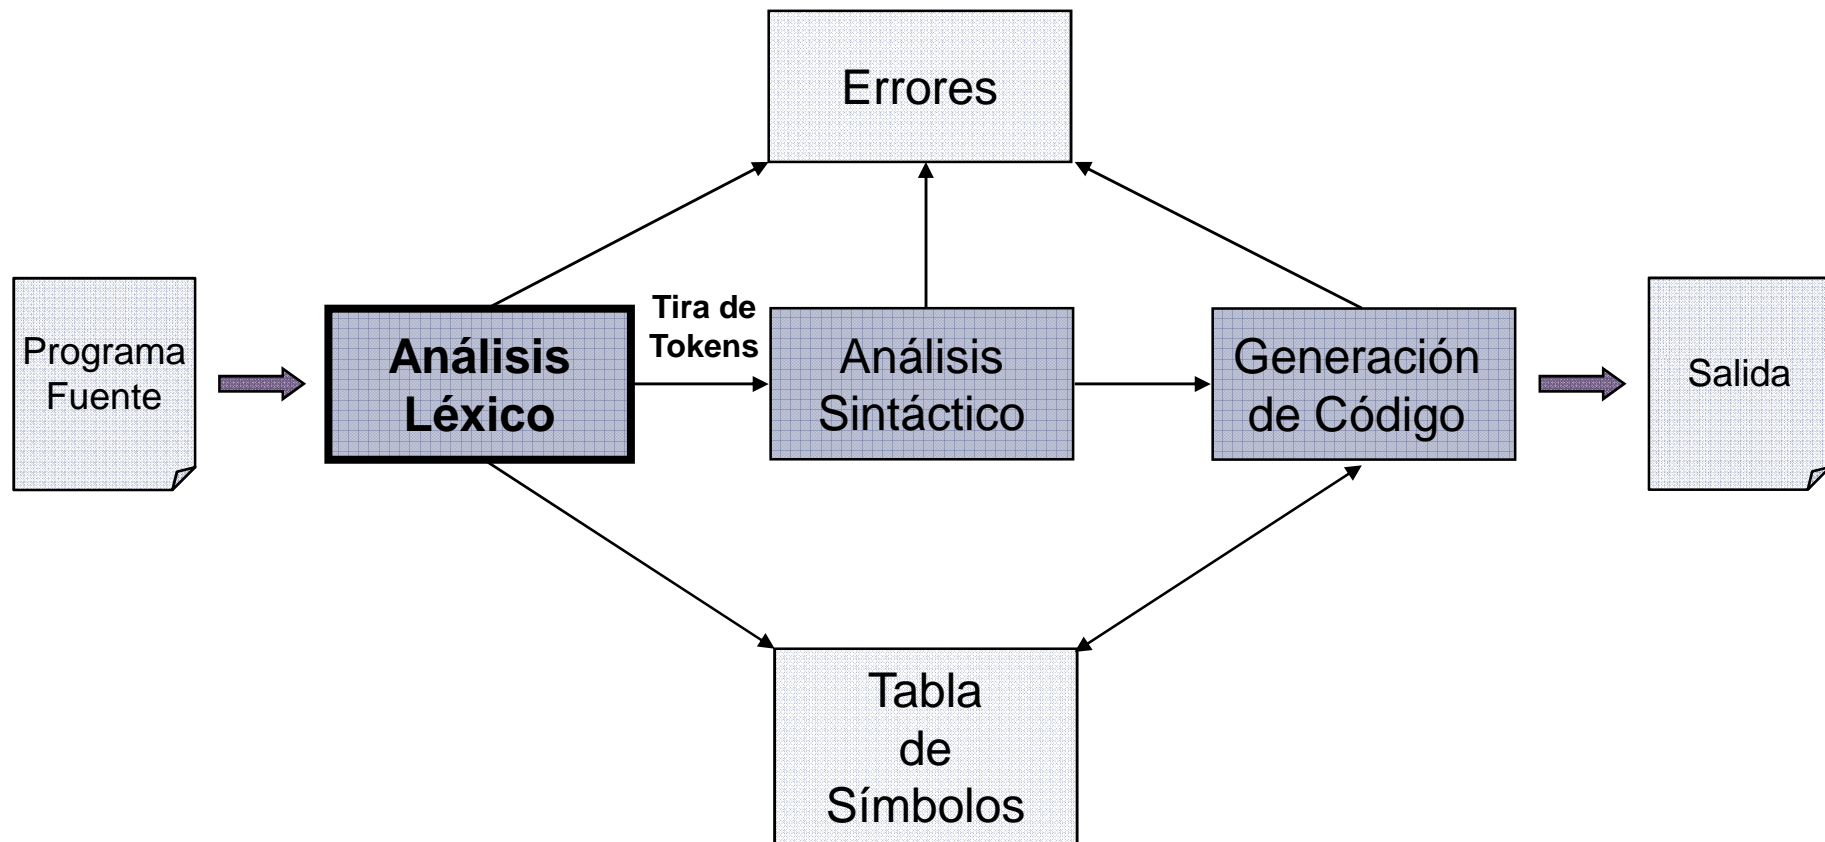 Errores
Programa
Fuente
Análisis
Léxico
Tira de
Tokens
Análisis
Sintáctico
Generación
de Código
Salida
Tabla
de
Símbolos